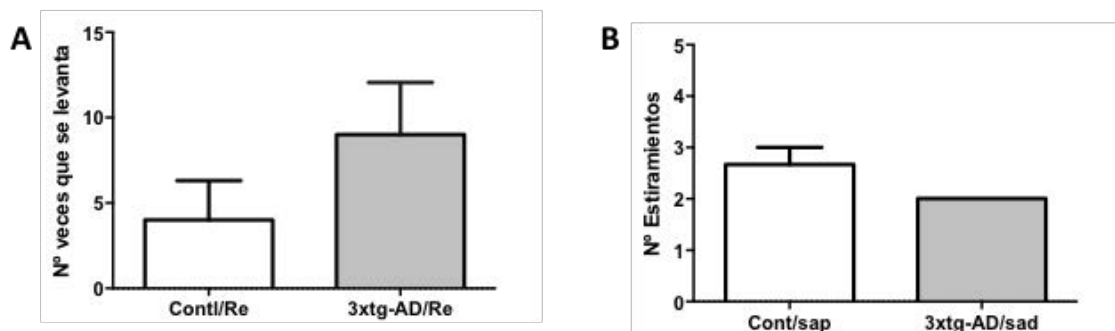 A
Nº veces que se levanta
15
10
5
0
Contl/Re
3xtg-AD/Re
B
Nº Estiramientos
5
4
3
2
1
0
Cont/sap
3xtg-AD/sad